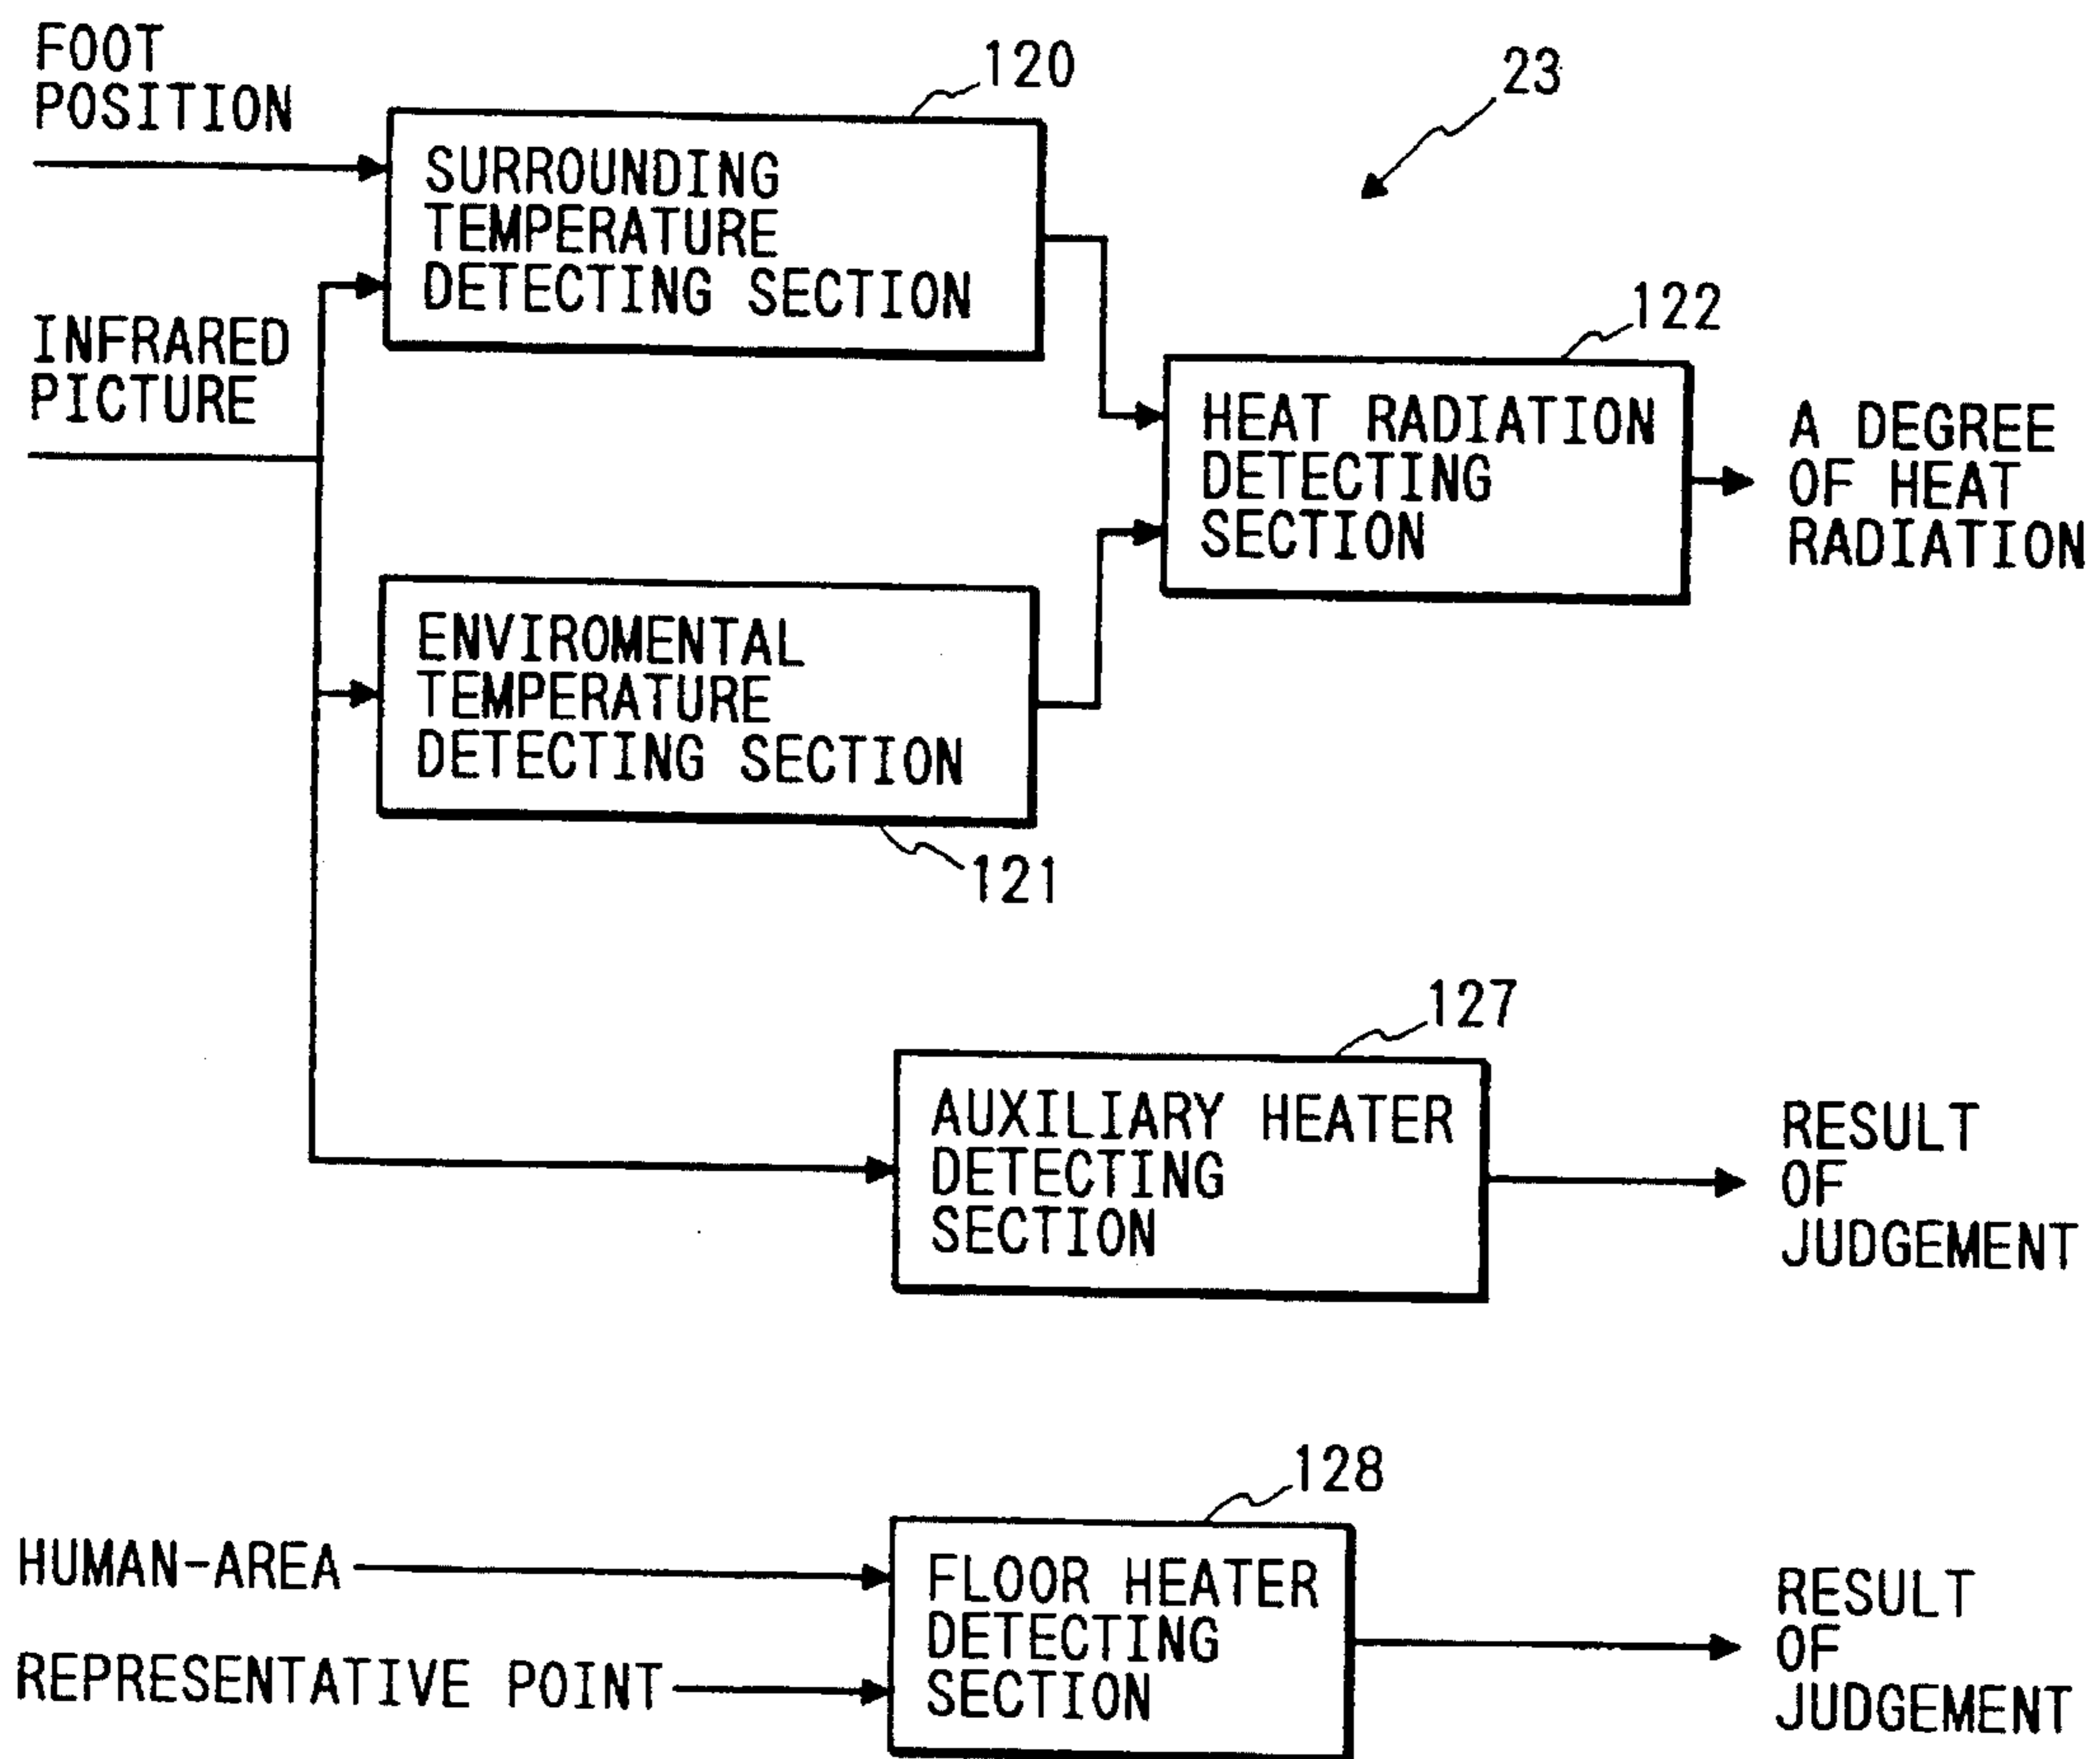 FOOT
POSITION
120
23
SURROUNDING
TEMPERATURE
DETECTING SECTION
INFRARED
PICTURE
122
HEAT RADIATION
DETECTING
SECTION
A DEGREE
OF HEAT
RADIATION
ENVIROMENTAL
TEMPERATURE
DETECTING SECTION
121
127
AUXILIARY HEATER
DETECTING
SECTION
RESULT
OF
JUDGEMENT
128
HUMAN-AREA
REPRESENTATIVE POINT
FLOOR HEATER
DETECTING
SECTION
RESULT
OF
JUDGEMENT